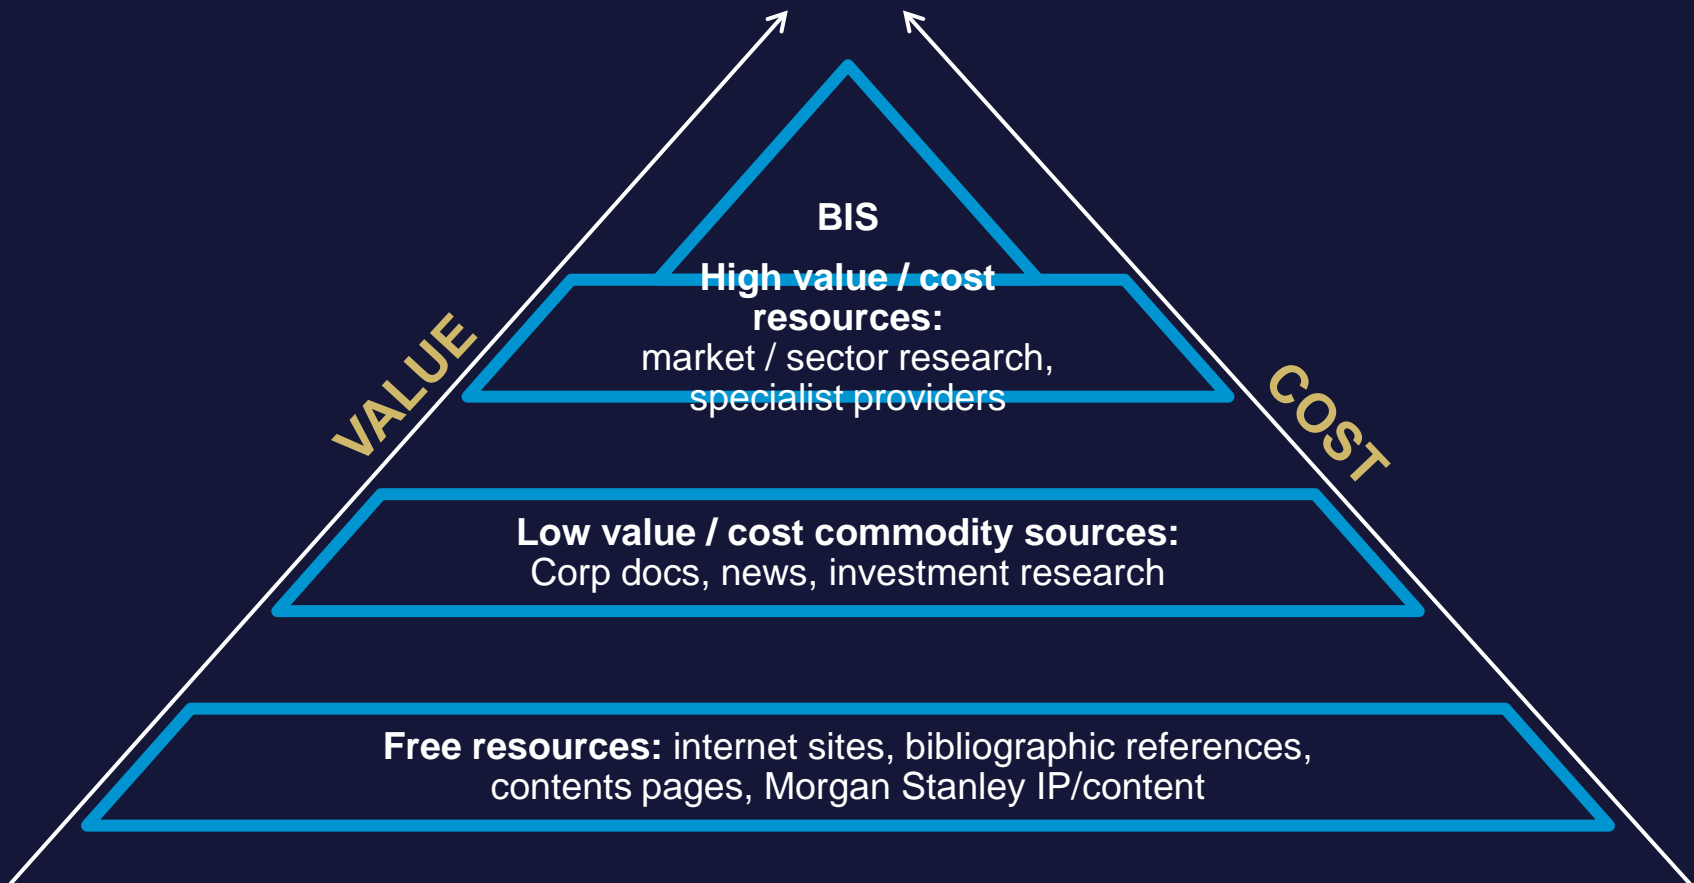 BIS
High value / cost
resources:
market / sector research,
specialist providers
VALUE
COST
Low value / cost commodity sources:
Corp docs, news, investment research
Free resources: internet sites, bibliographic references,
contents pages, Morgan Stanley IP/content